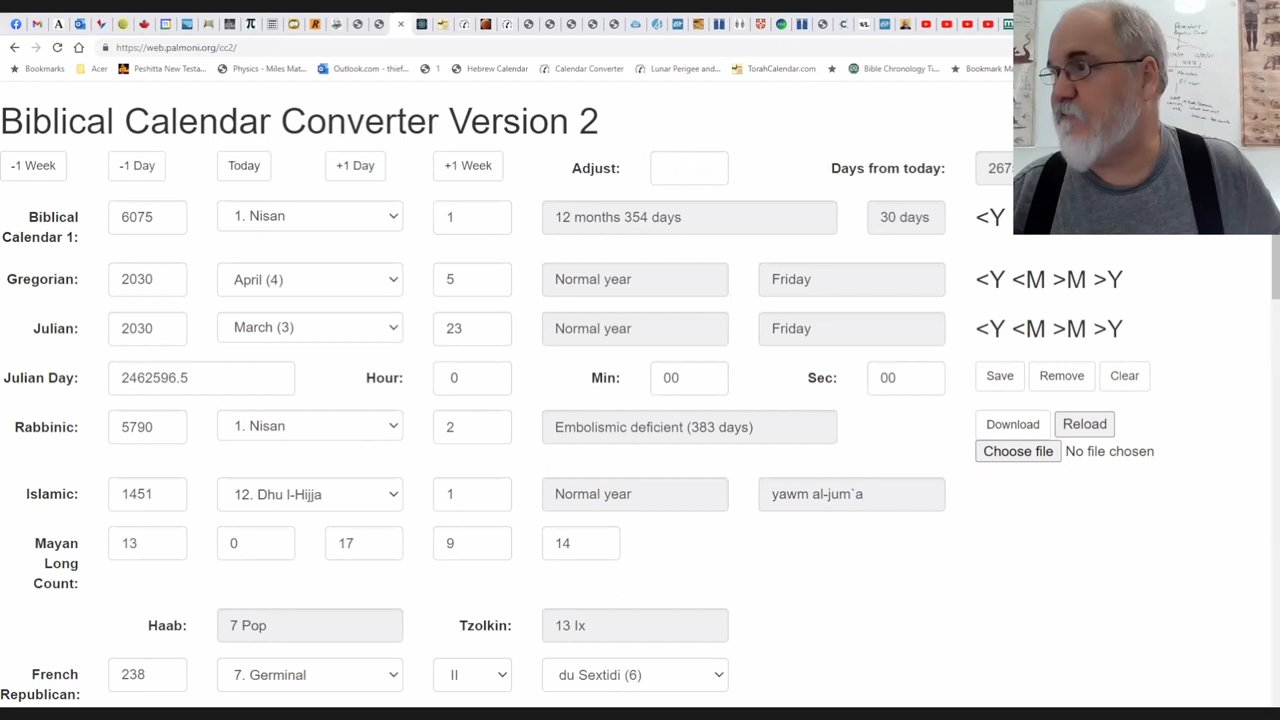 https://web.palmoni.org/cc2/
Bookmarks Acer Peshitta New Testa... Physics - Miles Mat... Outlook.com - thief... 1 Hebrew Calendar Calendar Converter Lunar Perigee and... TorahCalendar.com Bible Chronology Ti... Bookmark M
Biblical Calendar Converter Version 2
-1 Week -1 Day Today +1 Day +1 Week Adjust: Days from today: 267
Biblical Calendar 1: 6075 1. Nisan 1 12 months 354 days 30 days <Y
Gregorian: 2030 April (4) 5 Normal year Friday <Y <M >M >Y
Julian: 2030 March (3) 23 Normal year Friday <Y <M >M >Y
Julian Day: 2462596.5 Hour: 0 Min: 00 Sec: 00 Save Remove Clear
Rabbinic: 5790 1. Nisan 2 Embolismic deficient (383 days) Download Reload
Choose file No file chosen
Islamic: 1451 12. Dhu l-Hijja 1 Normal year yawm al-jum`a
Mayan Long Count: 13 0 17 9 14
Haab: 7 Pop Tzolkin: 13 Ix
French Republican: 238 7. Germinal II du Sextidi (6)